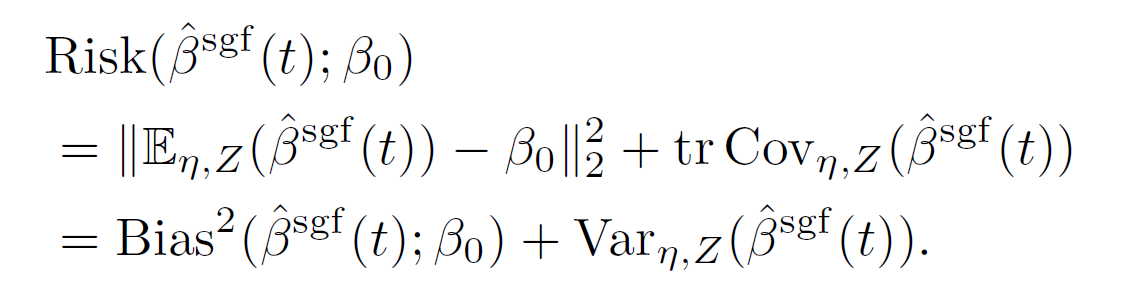 Risk(β̂^sgf(t); β₀)
= ‖𝔼_{η,Z}(β̂^sgf(t)) − β₀‖₂² + tr Cov_{η,Z}(β̂^sgf(t))
= Bias²(β̂^sgf(t); β₀) + Var_{η,Z}(β̂^sgf(t)).